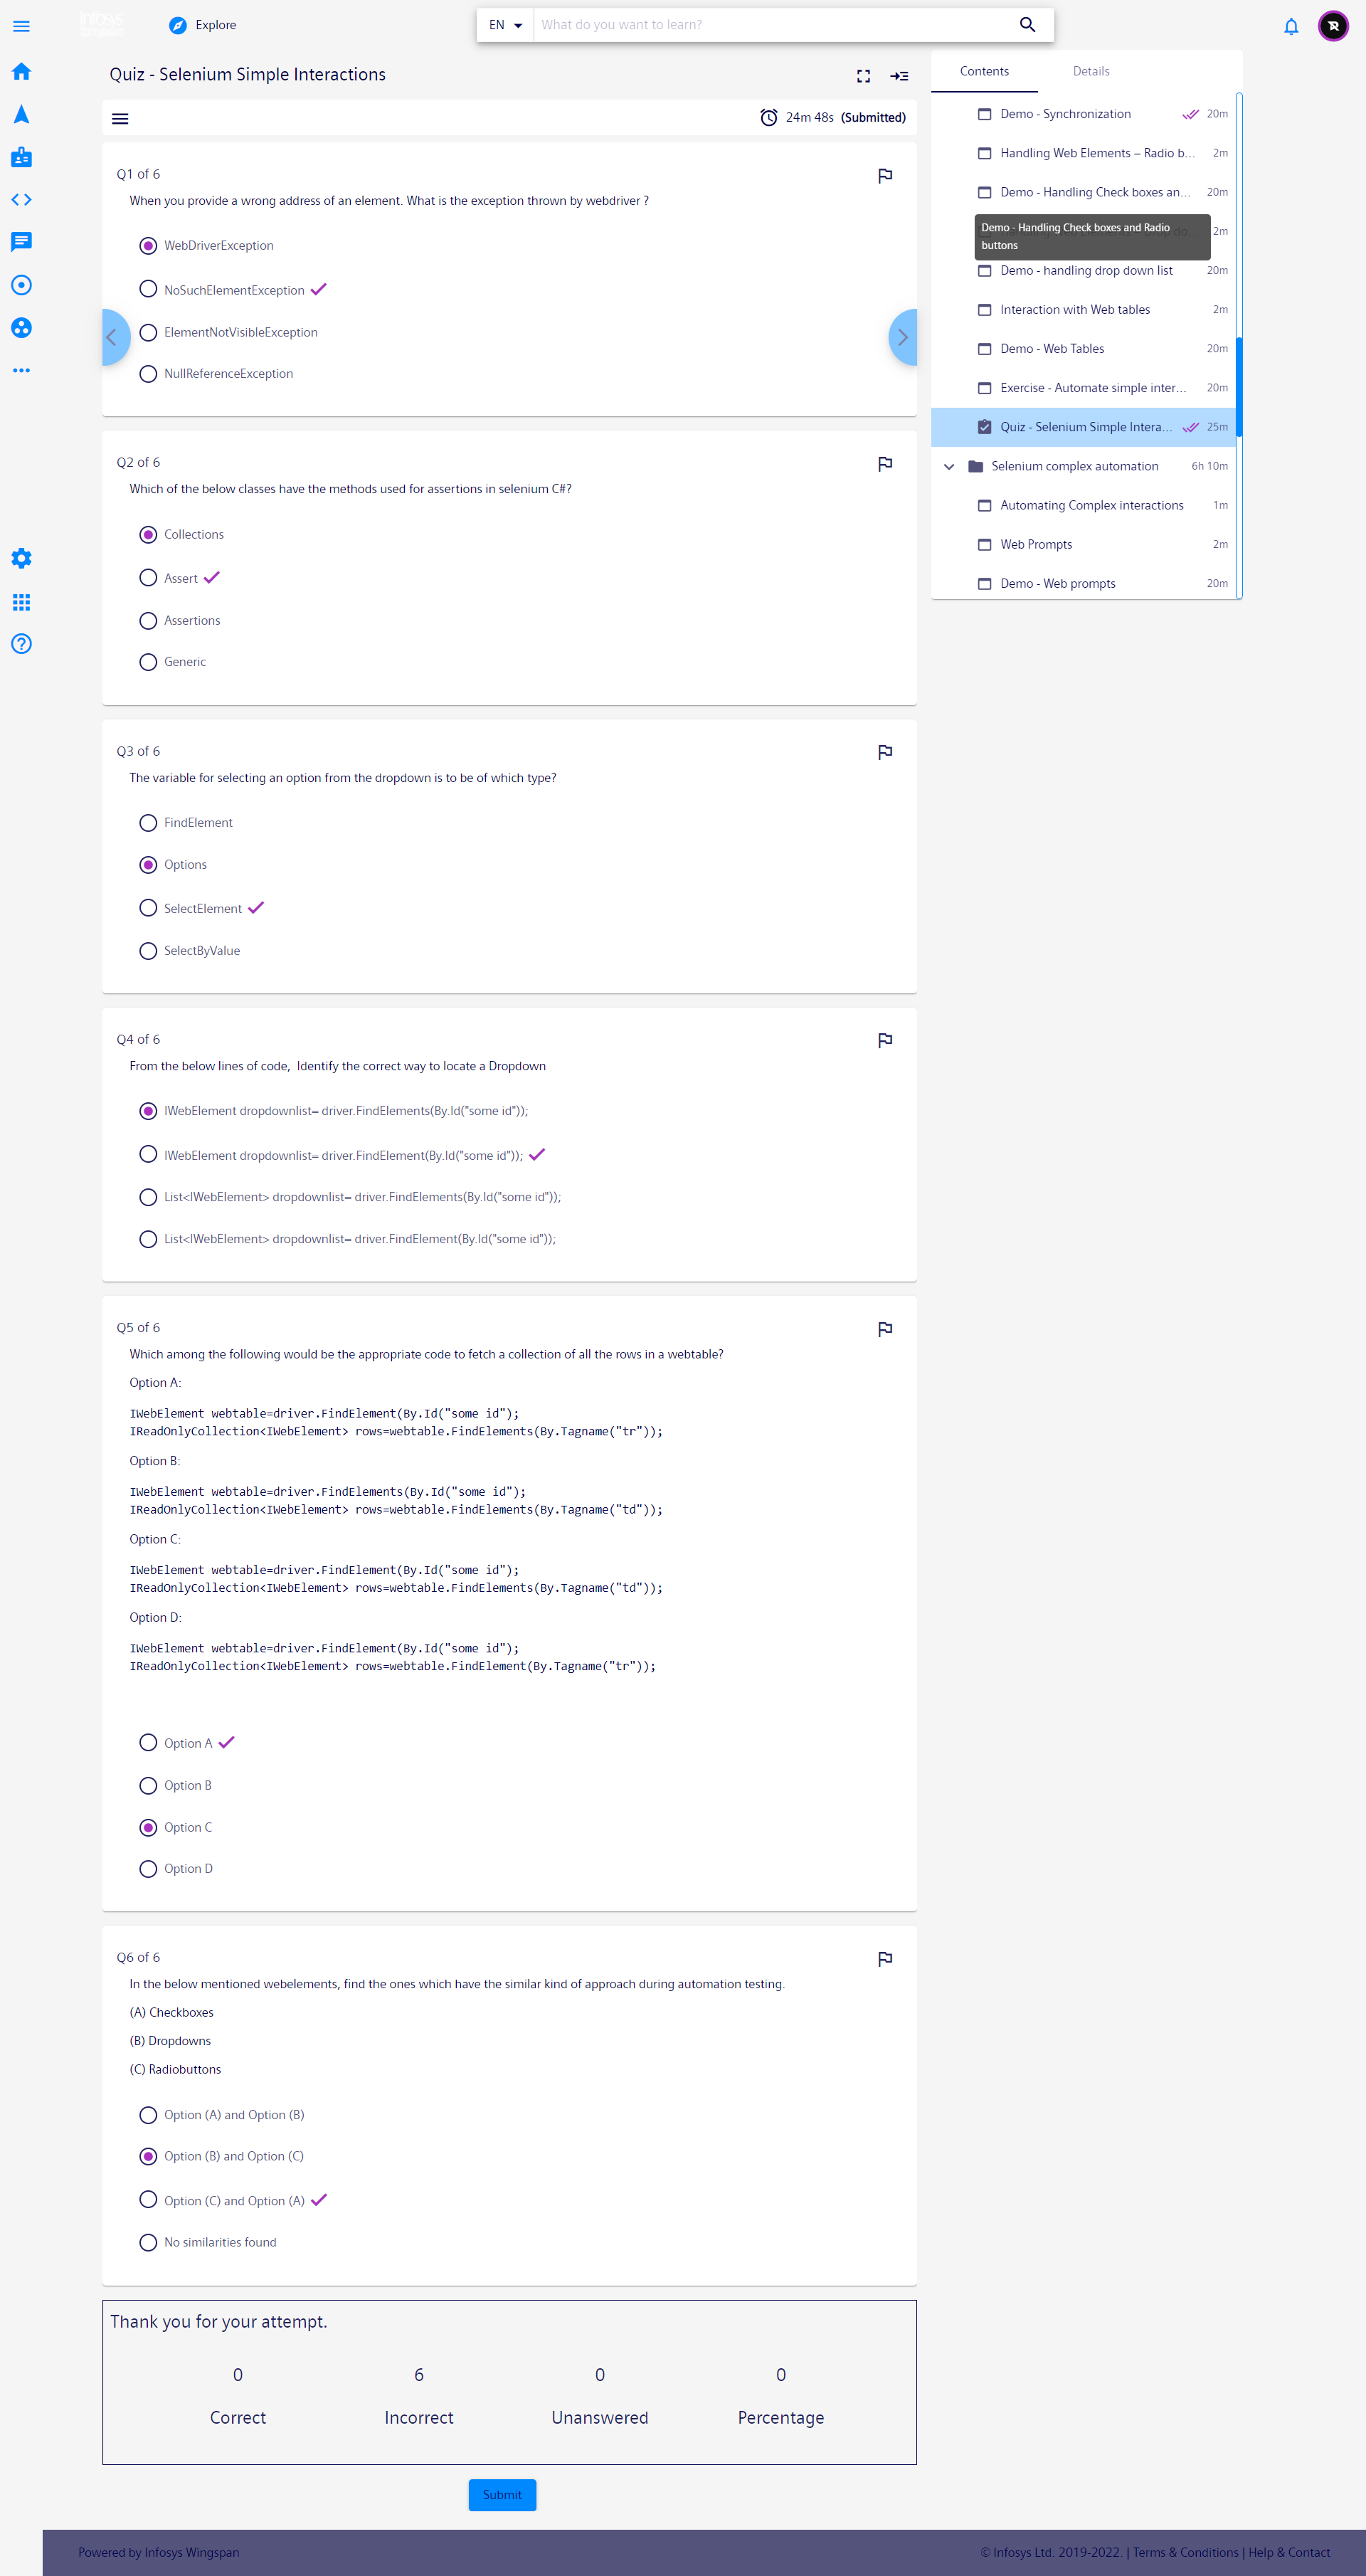 Infosys
Explore
EN
What do you want to learn?
Quiz - Selenium Simple Interactions
24m 48s (Submitted)
Q1 of 6
When you provide a wrong address of an element. What is the exception thrown by webdriver ?
WebDriverException
NoSuchElementException
ElementNotVisibleException
NullReferenceException
Q2 of 6
Which of the below classes have the methods used for assertions in selenium C#?
Collections
Assert
Assertions
Generic
Q3 of 6
The variable for selecting an option from the dropdown is to be of which type?
FindElement
Options
SelectElement
SelectByValue
Q4 of 6
From the below lines of code,  Identify the correct way to locate a Dropdown
IWebElement dropdownlist= driver.FindElements(By.Id("some id"));
IWebElement dropdownlist= driver.FindElement(By.Id("some id"));
List<IWebElement> dropdownlist= driver.FindElements(By.Id("some id"));
List<IWebElement> dropdownlist= driver.FindElement(By.Id("some id"));
Q5 of 6
Which among the following would be the appropriate code to fetch a collection of all the rows in a webtable?
Option A:
IWebElement webtable=driver.FindElement(By.Id("some id");
IReadOnlyCollection<IWebElement> rows=webtable.FindElements(By.Tagname("tr"));
Option B:
IWebElement webtable=driver.FindElements(By.Id("some id");
IReadOnlyCollection<IWebElement> rows=webtable.FindElements(By.Tagname("td"));
Option C:
IWebElement webtable=driver.FindElement(By.Id("some id");
IReadOnlyCollection<IWebElement> rows=webtable.FindElements(By.Tagname("td"));
Option D:
IWebElement webtable=driver.FindElement(By.Id("some id");
IReadOnlyCollection<IWebElement> rows=webtable.FindElement(By.Tagname("tr"));
Option A
Option B
Option C
Option D
Q6 of 6
In the below mentioned webelements, find the ones which have the similar kind of approach during automation testing.
(A) Checkboxes
(B) Dropdowns
(C) Radiobuttons
Option (A) and Option (B)
Option (B) and Option (C)
Option (C) and Option (A)
No similarities found
Thank you for your attempt.
0 6 0 0
Correct Incorrect Unanswered Percentage
Submit
Contents Details
Demo - Synchronization 20m
Handling Web Elements – Radio b... 2m
Demo - Handling Check boxes an... 20m
Demo - Handling Check boxes and Radio
buttons
2m
Demo - handling drop down list 20m
Interaction with Web tables 2m
Demo - Web Tables 20m
Exercise - Automate simple inter... 20m
Quiz - Selenium Simple Intera... 25m
Selenium complex automation 6h 10m
Automating Complex interactions 1m
Web Prompts 2m
Demo - Web prompts 20m
Powered by Infosys Wingspan
© Infosys Ltd. 2019-2022. | Terms & Conditions | Help & Contact